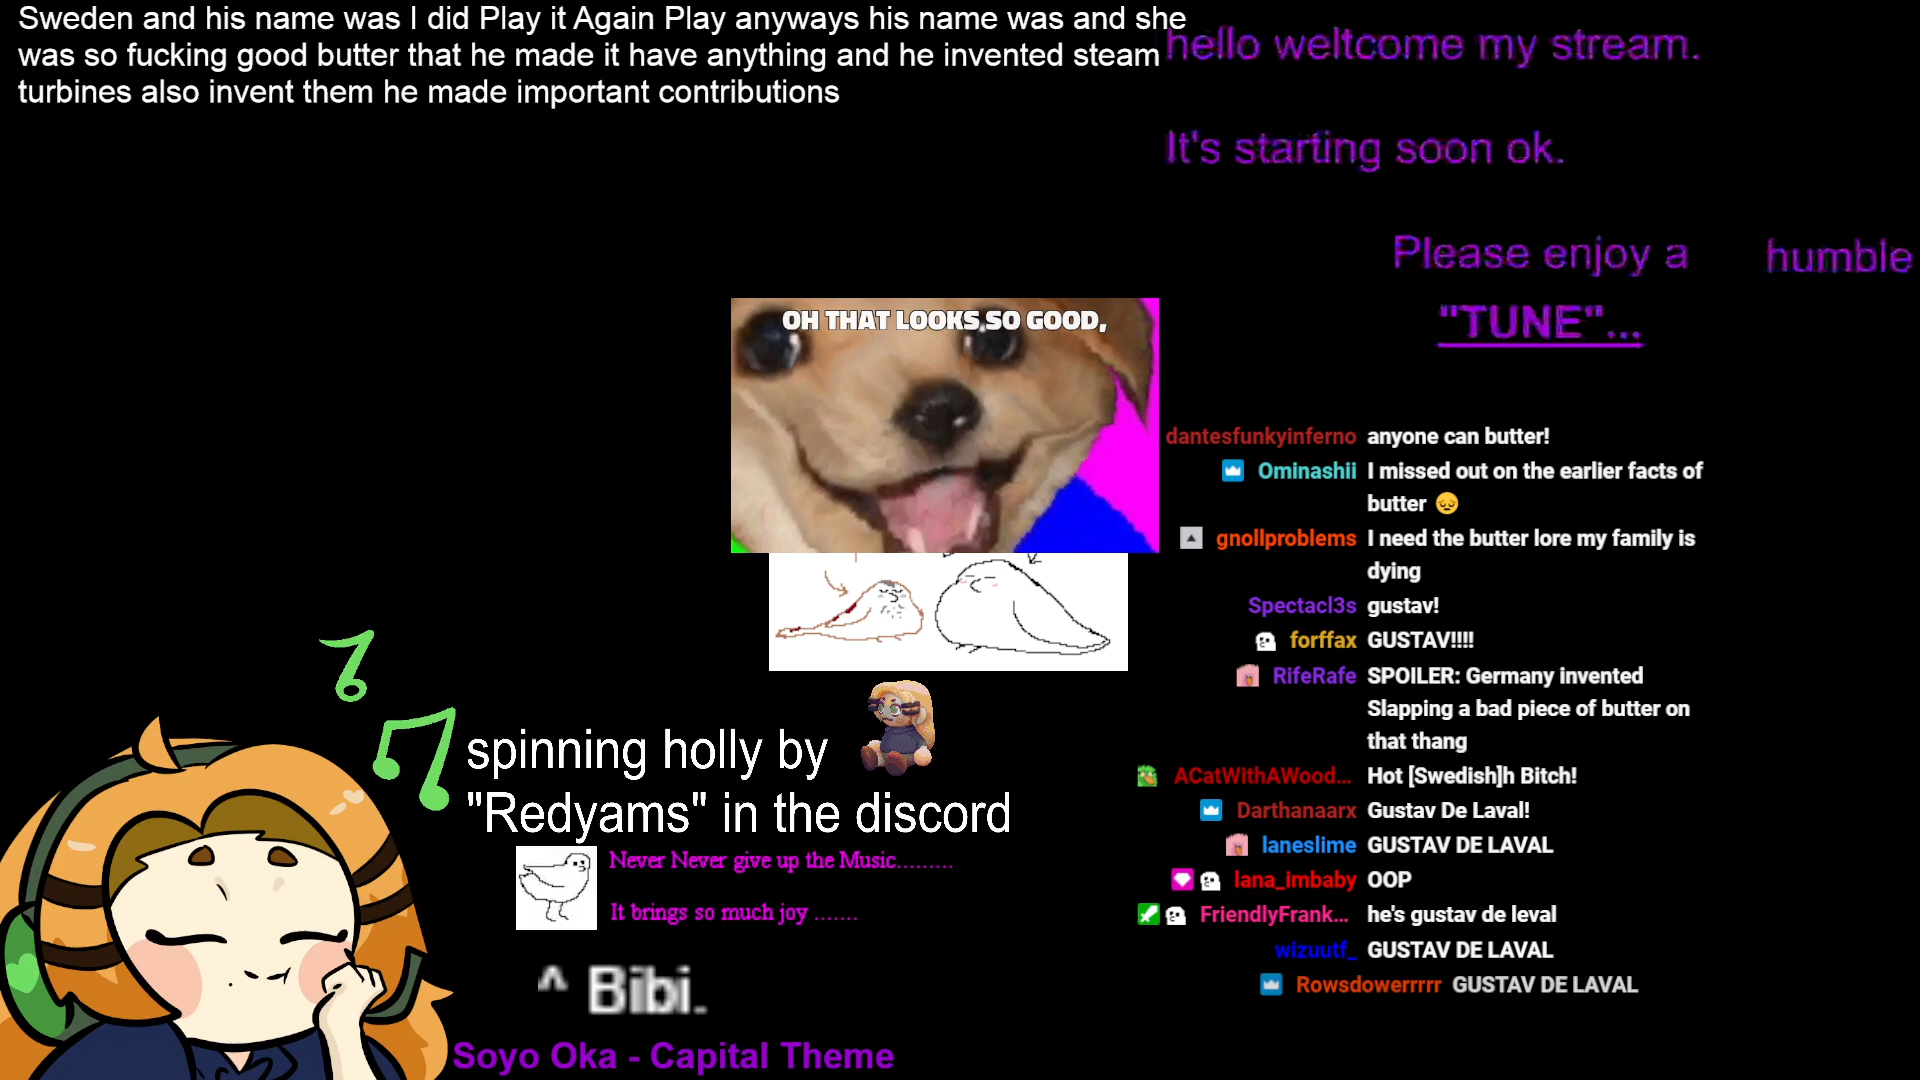 Sweden and his name was I did Play it Again Play anyways his name was and she
was so fucking good butter that he made it have anything and he invented steam
turbines also invent them he made important contributions
hello weltcome my stream.
It's starting soon ok.
Please enjoy a humble
"TUNE"...
OH THAT LOOKS SO GOOD,
dantesfunkyinferno anyone can butter!
Ominashii I missed out on the earlier facts of
butter 😔
gnollproblems I need the butter lore my family is
dying
Spectacl3s gustav!
forffax GUSTAV!!!!
RifeRafe SPOILER: Germany invented
Slapping a bad piece of butter on
that thang
ACatWithAWood... Hot [Swedish]h Bitch!
Darthanaarx Gustav De Laval!
laneslime GUSTAV DE LAVAL
lana_imbaby OOP
FriendlyFrank... he's gustav de leval
wizuutf_ GUSTAV DE LAVAL
Rowsdowerrrrr GUSTAV DE LAVAL
spinning holly by
"Redyams" in the discord
Never Never give up the Music.........
It brings so much joy .......
^ Bibi.
Soyo Oka - Capital Theme